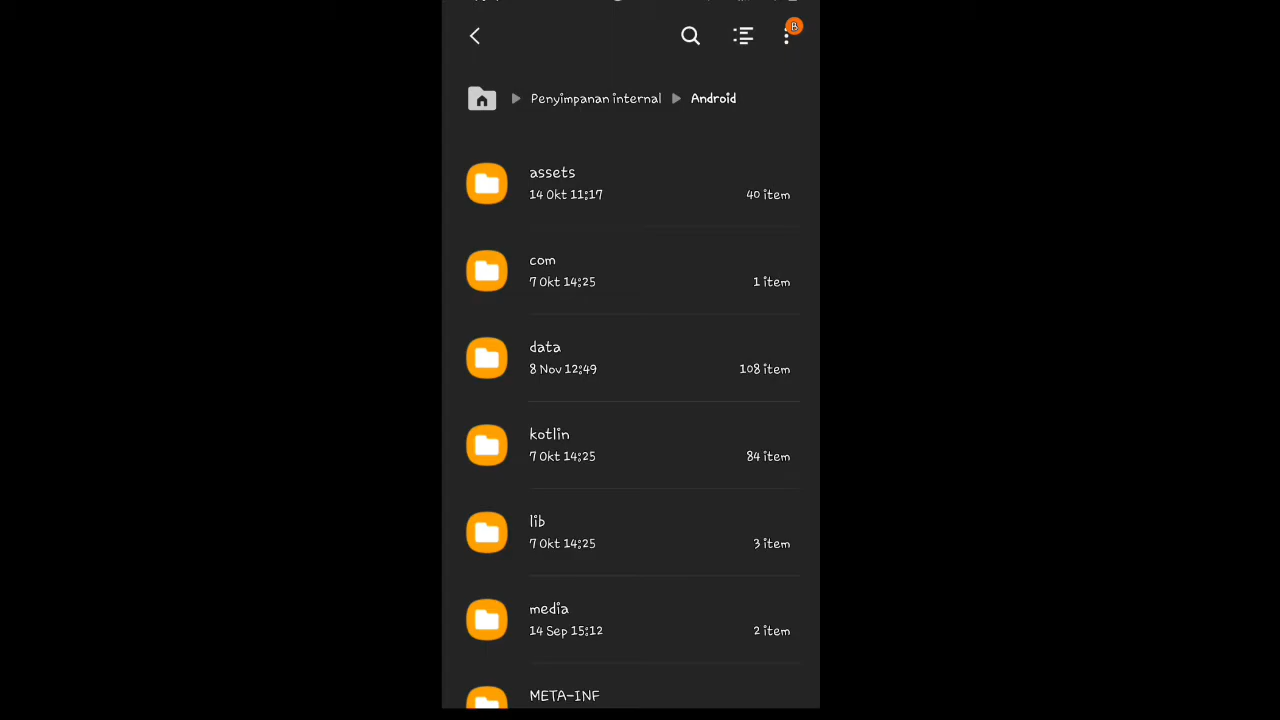 B
Penyimpanan internal Android
assets
14 Okt 11:17 40 item
com
7 Okt 14:25 1 item
data
8 Nov 12:49 108 item
kotlin
7 Okt 14:25 84 item
lib
7 Okt 14:25 3 item
media
14 Sep 15:12 2 item
META-INF